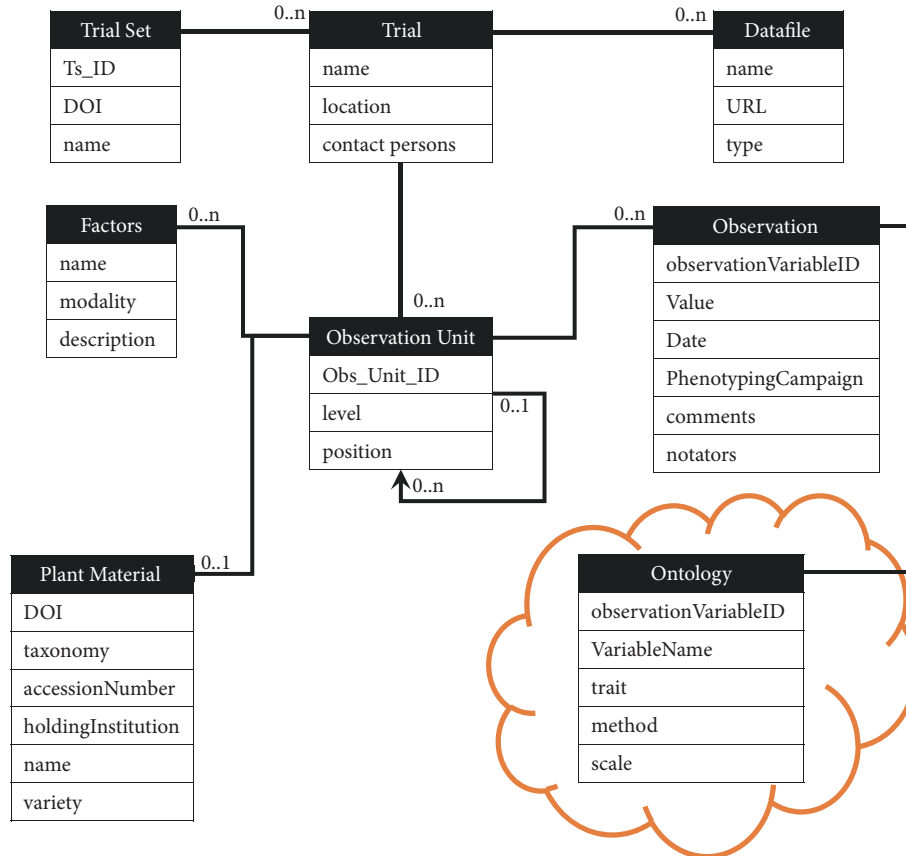 0..n
0..n
Trial Set
Ts_ID
DOI
name
Trial
name
location
contact persons
Datafile
name
URL
type
Factors
name
modality
description
0..n
0..n
0..n
Observation
observationVariableID
Value
Date
PhenotypingCampaign
comments
notators
Observation Unit
Obs_Unit_ID
level
position
0..1
0..n
0..1
Plant Material
DOI
taxonomy
accessionNumber
holdingInstitution
name
variety
Ontology
observationVariableID
VariableName
trait
method
scale